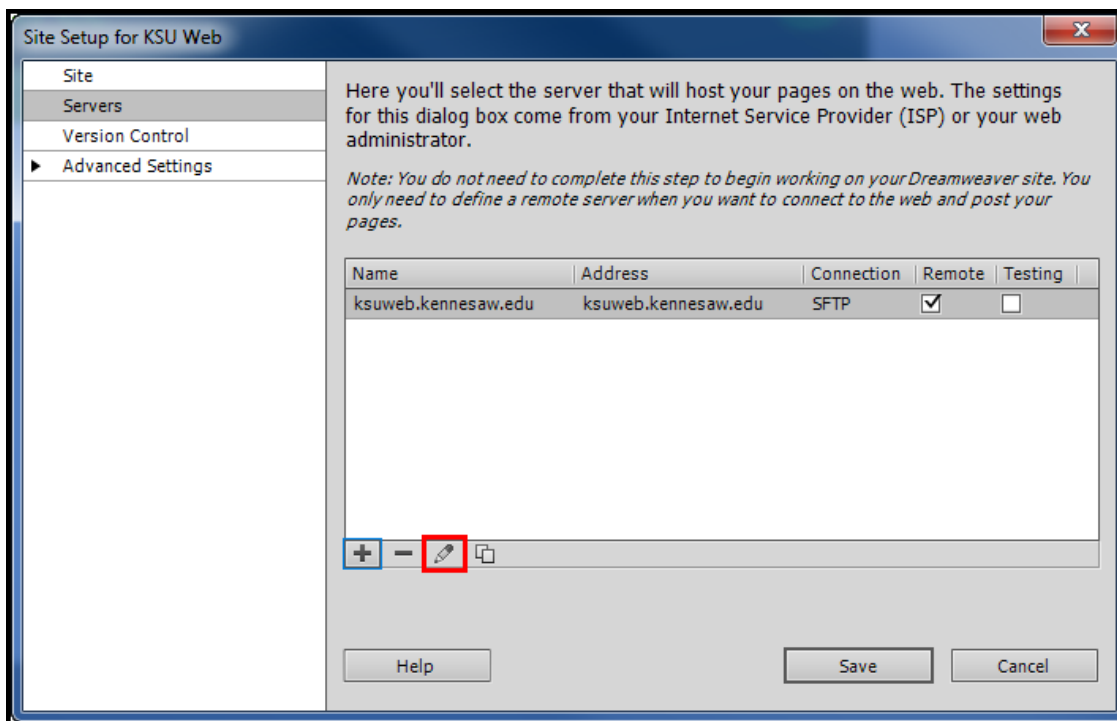 Site Setup for KSU Web
Site
Servers
Version Control
Advanced Settings
Here you'll select the server that will host your pages on the web. The settings
for this dialog box come from your Internet Service Provider (ISP) or your web
administrator.
Note: You do not need to complete this step to begin working on your Dreamweaver site. You
only need to define a remote server when you want to connect to the web and post your
pages.
Name Address Connection Remote Testing
ksuweb.kennesaw.edu ksuweb.kennesaw.edu SFTP
Help Save Cancel